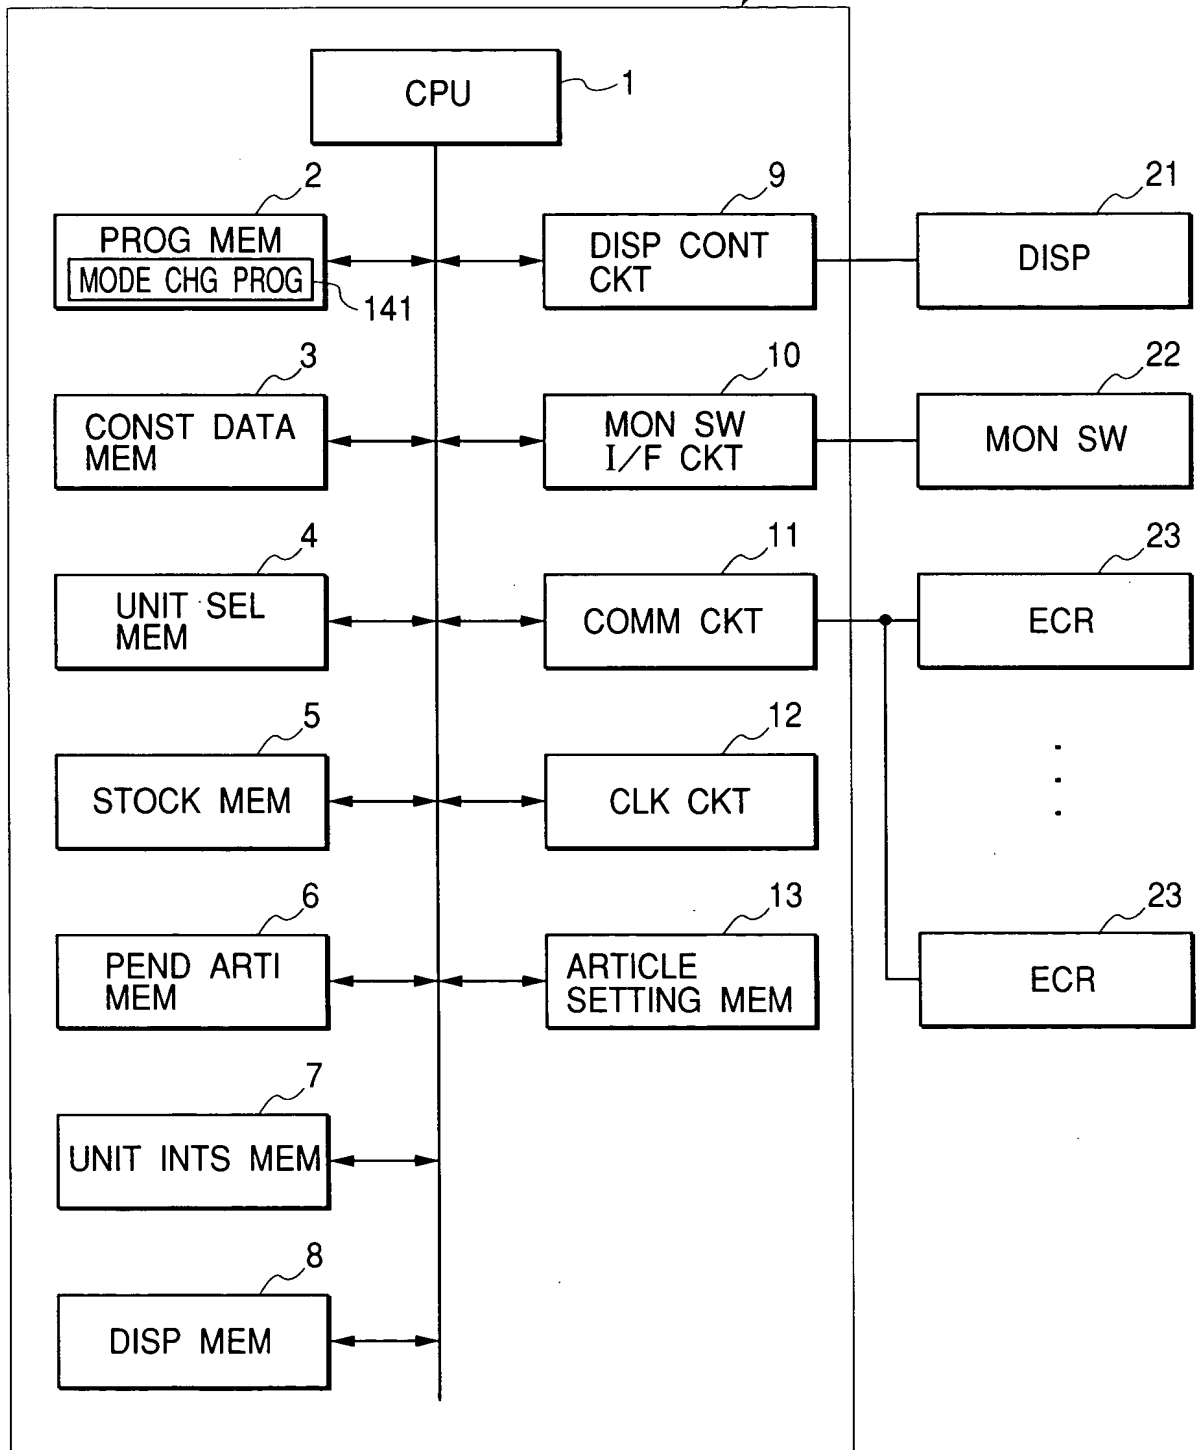 CPU
1
2
PROG MEM
MODE CHG PROG
141
9
DISP CONT
CKT
21
DISP
3
CONST DATA
MEM
10
MON SW
I/F CKT
22
MON SW
4
UNIT SEL
MEM
11
COMM CKT
23
ECR
5
STOCK MEM
12
CLK CKT
6
PEND ARTI
MEM
13
ARTICLE
SETTING MEM
23
ECR
7
UNIT INTS MEM
8
DISP MEM